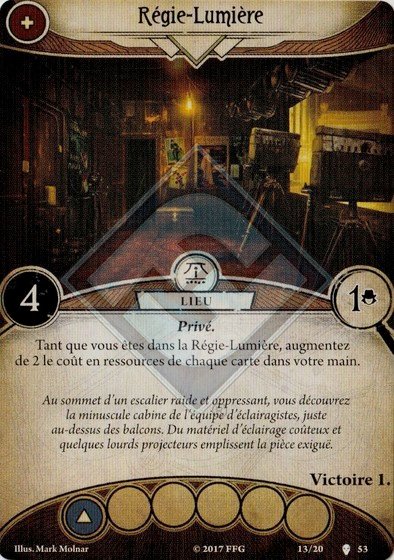 Régie-Lumière
4
LIEU
1
Privé.
Tant que vous êtes dans la Régie-Lumière, augmentez
de 2 le coût en ressources de chaque carte dans votre main.
Au sommet d'un escalier raide et oppressant, vous découvrez
la minuscule cabine de l'équipe d'éclairagistes, juste
au-dessus des balcons. Du matériel d'éclairage coûteux et
quelques lourds projecteurs emplissent la pièce exiguë.
Victoire 1.
Illus. Mark Molnar © 2017 FFG 13/20 53